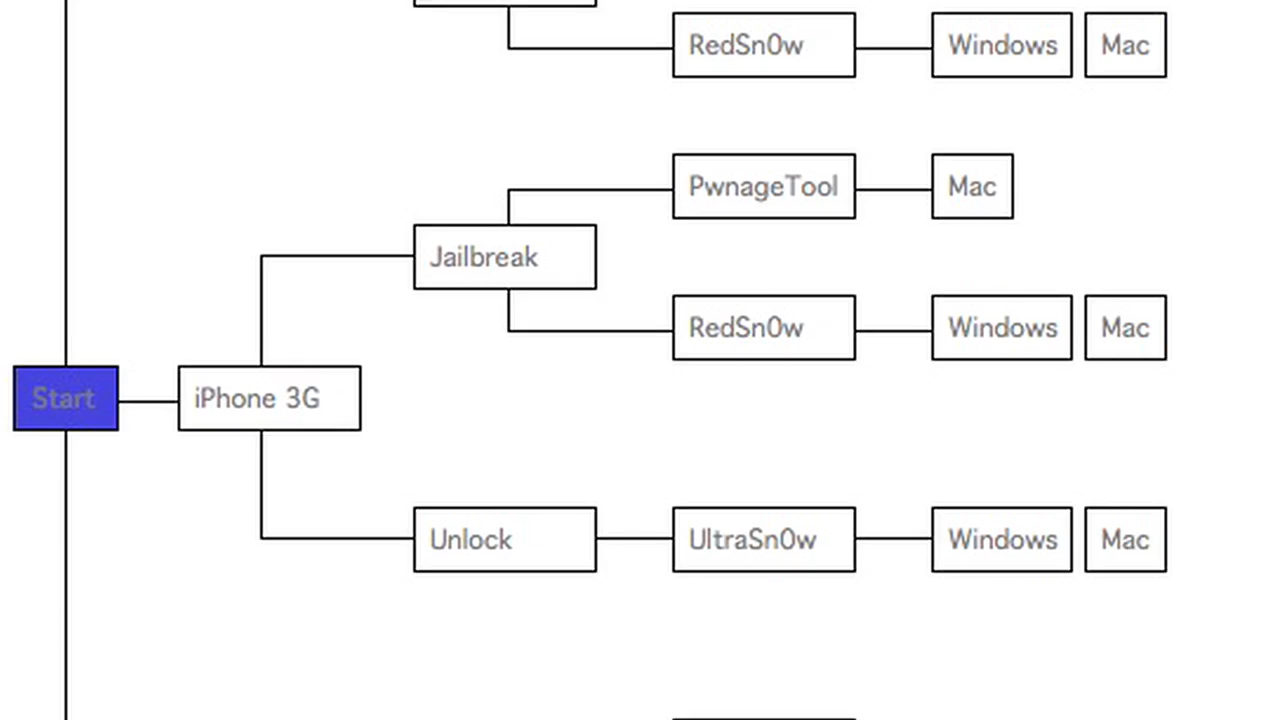 RedSn0w Windows Mac
PwnageTool Mac
Jailbreak
RedSn0w Windows Mac
Start iPhone 3G
Unlock UltraSn0w Windows Mac